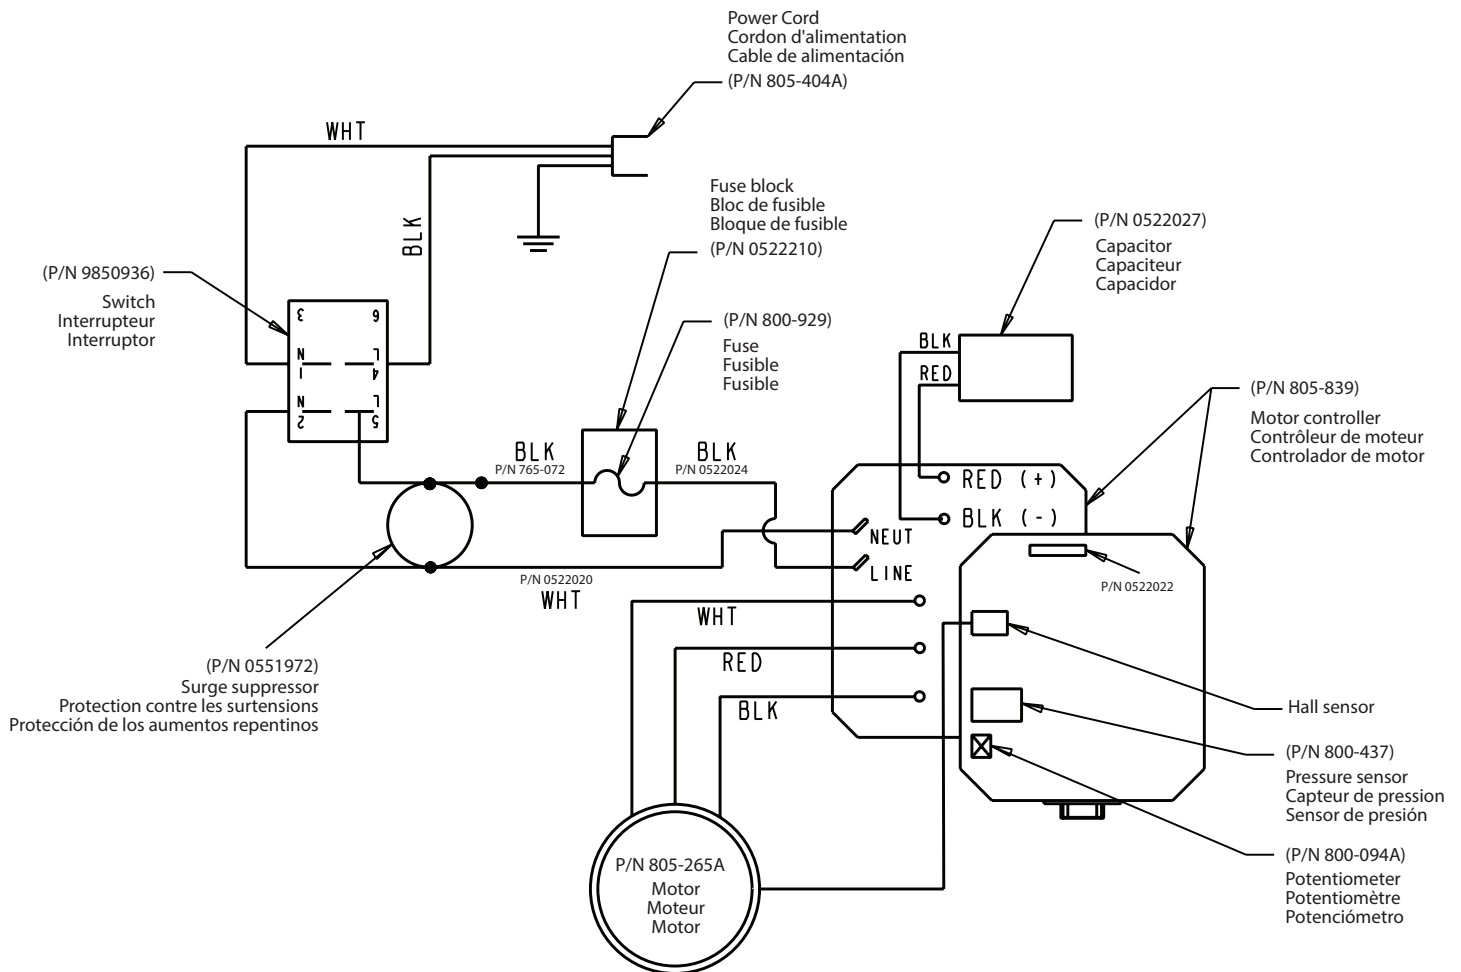 Power Cord
Cordon d'alimentation
Cable de alimentación
(P/N 805-404A)
WHT
BLK
Fuse block
Bloc de fusible
Bloque de fusible
(P/N 0522210)
(P/N 0522027)
Capacitor
Capaciteur
Capacidor
(P/N 9850936)
Switch
Interrupteur
Interruptor
3 6
N L
1 4
N L
2 5
(P/N 800-929)
Fuse
Fusible
Fusible
BLK
RED
(P/N 805-839)
Motor controller
Contrôleur de moteur
Controlador de motor
BLK
P/N 765-072
BLK
P/N 0522024
RED (+)
BLK (-)
NEUT
LINE
P/N 0522020
WHT
P/N 0522022
WHT
RED
BLK
(P/N 0551972)
Surge suppressor
Protection contre les surtensions
Protección de los aumentos repentinos
Hall sensor
(P/N 800-437)
Pressure sensor
Capteur de pression
Sensor de presión
(P/N 800-094A)
Potentiometer
Potentiomètre
Potenciómetro
P/N 805-265A
Motor
Moteur
Motor